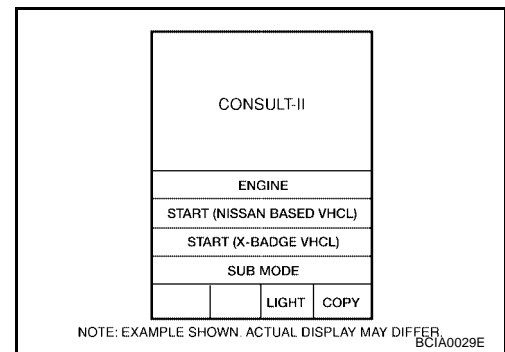 CONSULT-II
ENGINE
START (NISSAN BASED VHCL)
START (X-BADGE VHCL)
SUB MODE
LIGHT COPY
NOTE: EXAMPLE SHOWN. ACTUAL DISPLAY MAY DIFFER.
BCIA0029E